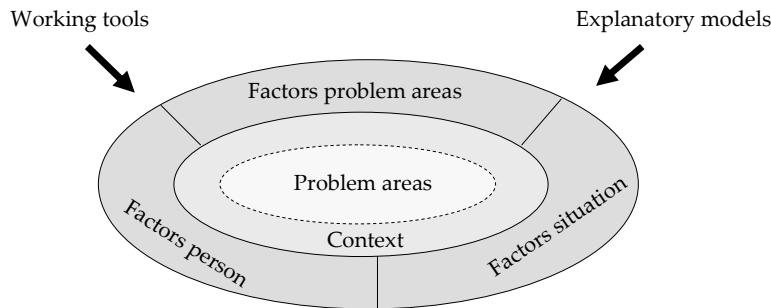 Working tools
Explanatory models
Factors problem areas
Problem areas
Factors person
Factors situation
Context